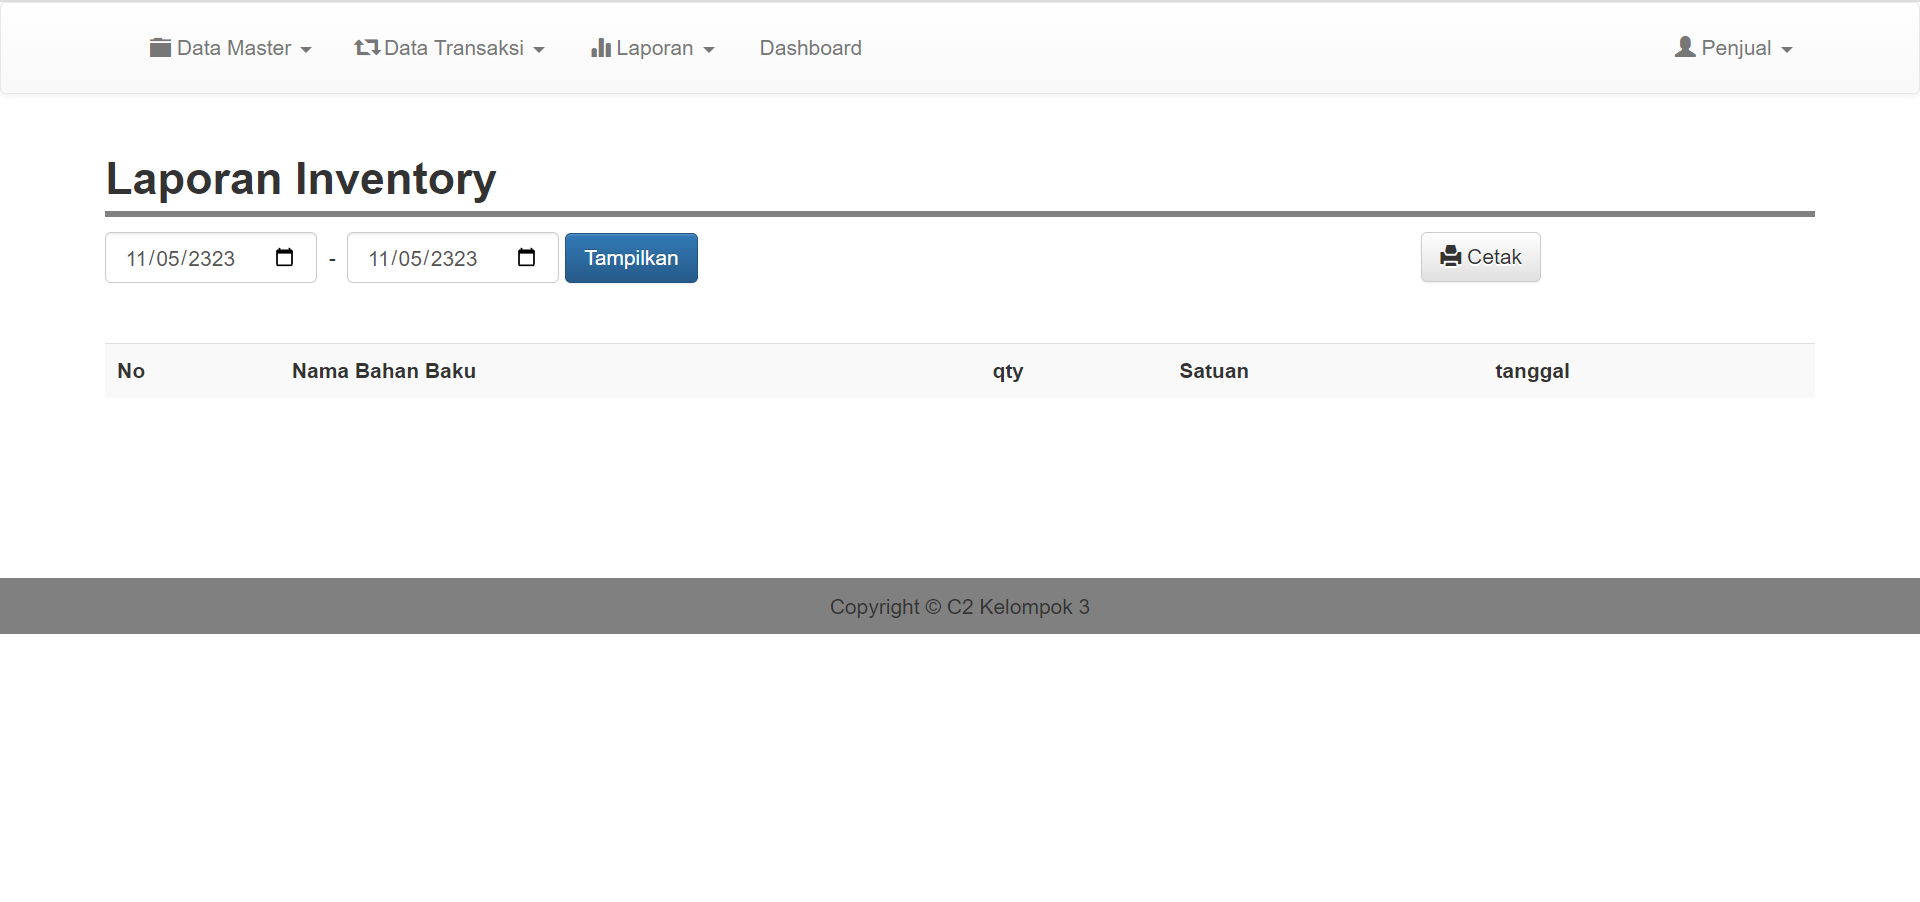 Data Master Data Transaksi Laporan Dashboard Penjual
Laporan Inventory
11/05/2323 - 11/05/2323 Tampilkan Cetak
No Nama Bahan Baku qty Satuan tanggal
Copyright © C2 Kelompok 3